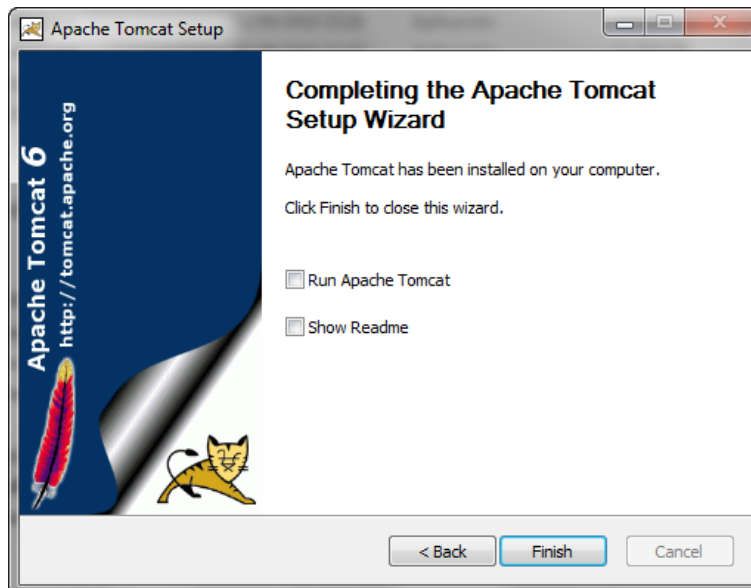 Apache Tomcat Setup
Apache Tomcat 6
http://tomcat.apache.org
Completing the Apache Tomcat
Setup Wizard
Apache Tomcat has been installed on your computer.
Click Finish to close this wizard.
Run Apache Tomcat
Show Readme
< Back
Finish
Cancel